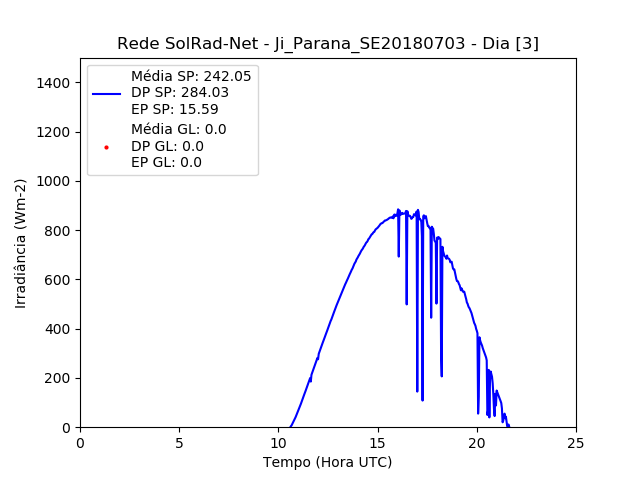 Rede SolRad-Net - Ji_Parana_SE20180703 - Dia [3]
Média SP: 242.05
DP SP: 284.03
EP SP: 15.59
Média GL: 0.0
DP GL: 0.0
EP GL: 0.0
Irradiância (Wm-2)
1400
1200
1000
800
600
400
200
0
0 5 10 15 20 25
Tempo (Hora UTC)